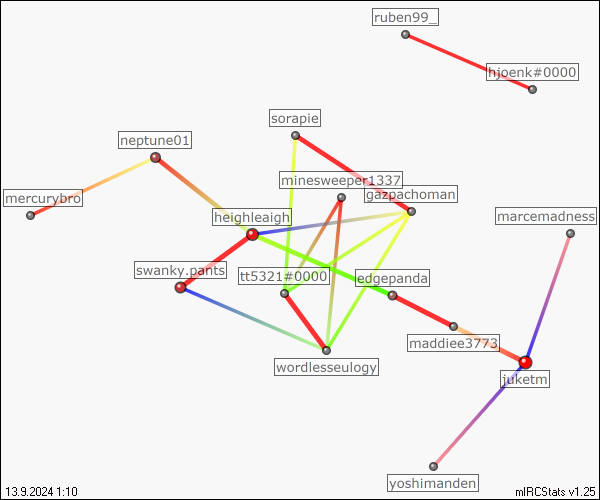 ruben99_
hjoenk#0000
sorapie
neptune01
minesweeper1337
gazpachoman
mercurybro
heighleaigh
marcemadness
swanky.pants
tt5321#0000
edgepanda
maddiee3773
wordlesseulogy
juketm
yoshimanden
13.9.2024 1:10
mIRCStats v1.25